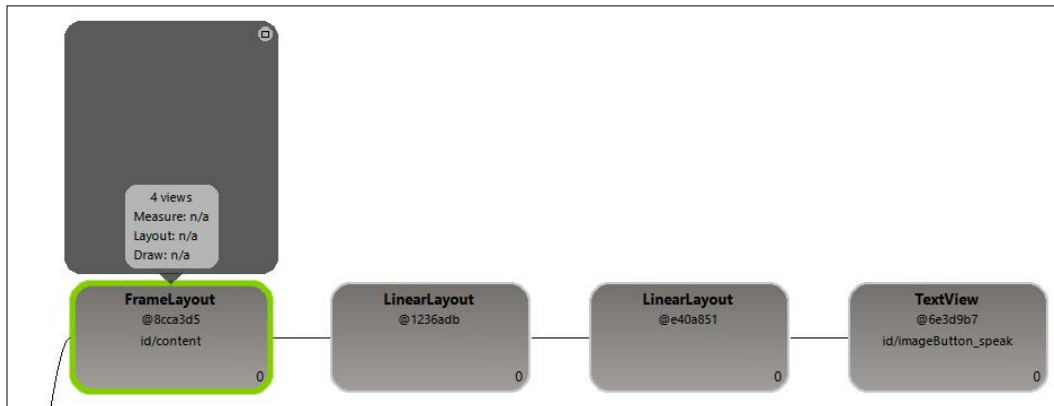 4 views
Measure: n/a
Layout: n/a
Draw: n/a
FrameLayout
@8cca3d5
id/content
0
LinearLayout
@1236adb
0
LinearLayout
@e40a851
0
TextView
@6e3d9b7
id/imageButton_speak
0